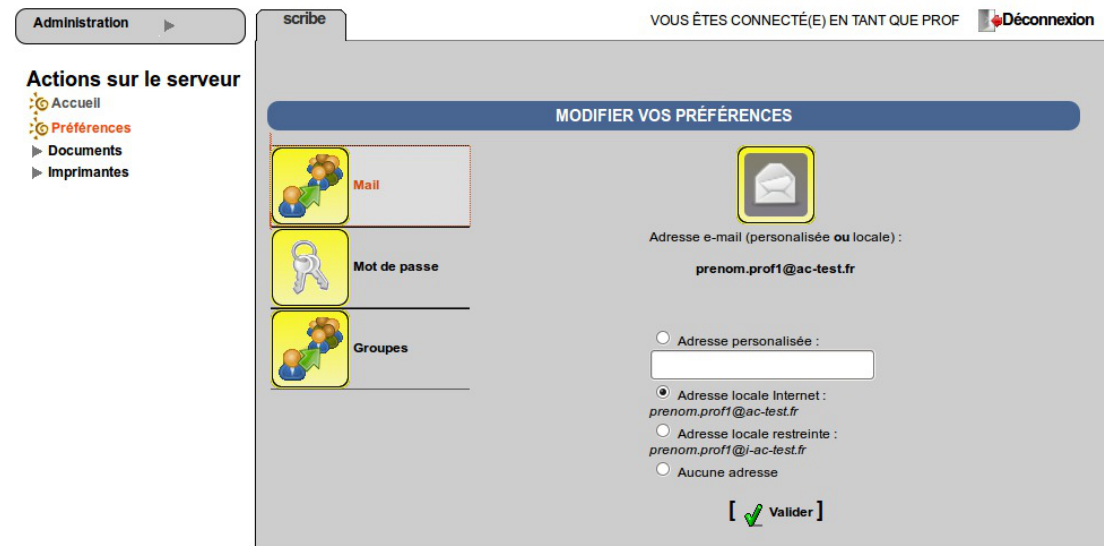 Administration
scribe
VOUS ÊTES CONNECTÉ(E) EN TANT QUE PROF
Déconnexion
Actions sur le serveur
Accueil
Préférences
Documents
Imprimantes
MODIFIER VOS PRÉFÉRENCES
Mail
Mot de passe
Groupes
Adresse e-mail (personalisée ou locale) :
prenom.prof1@ac-test.fr
Adresse personalisée :
Adresse locale Internet :
prenom.prof1@ac-test.fr
Adresse locale restreinte :
prenom.prof1@i-ac-test.fr
Aucune adresse
[ Valider ]